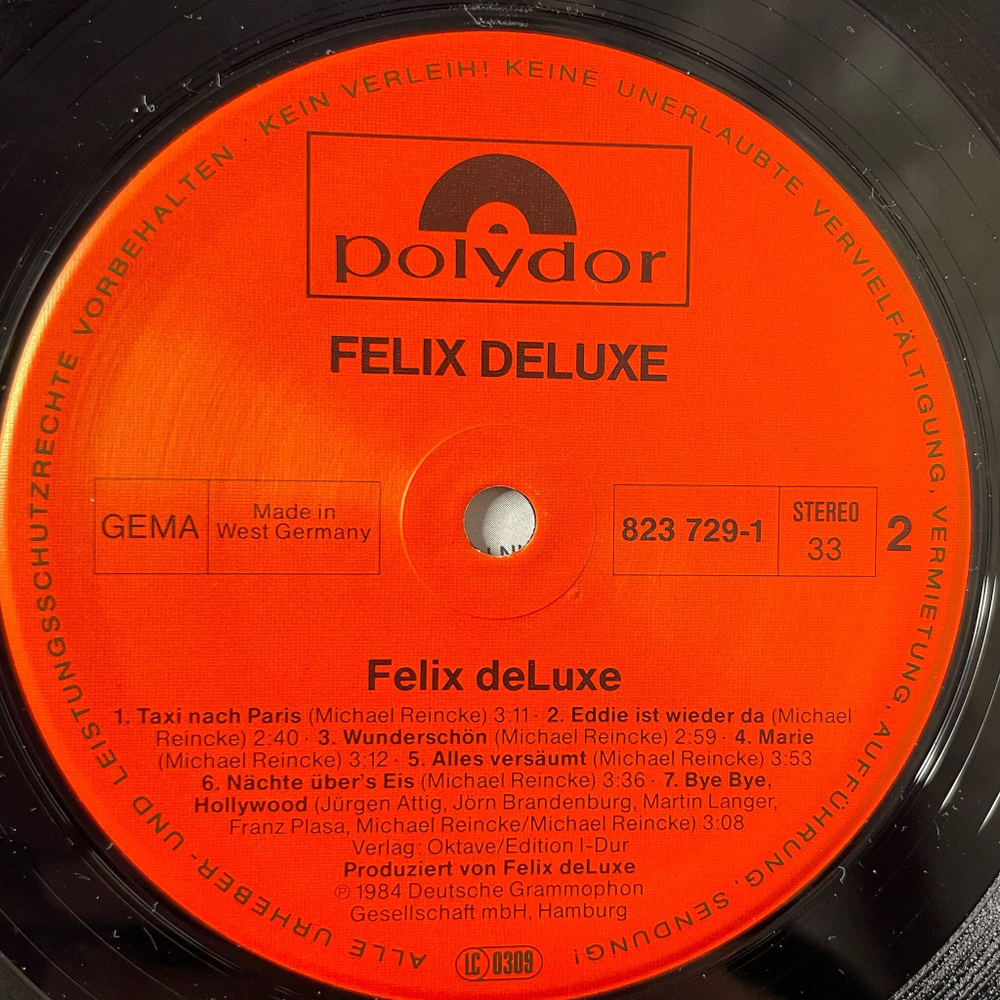 ALLE URHEBER- UND LEISTUNGSSCHUTZRECHTE VORBEHALTEN · KEIN VERLEIH! KEINE UNERLAUBTE VERVIELFÄLTIGUNG, VERMIETUNG, AUFFÜHRUNG, SENDUNG!
polydor
FELIX DELUXE
GEMA
Made in
West Germany
823 729-1
STEREO
33
2
Felix deLuxe
1. Taxi nach Paris (Michael Reincke) 3:11 · 2. Eddie ist wieder da (Michael
Reincke) 2:40 · 3. Wunderschön (Michael Reincke) 2:59 · 4. Marie
(Michael Reincke) 3:12 · 5. Alles versäumt (Michael Reincke) 3:53
6. Nächte über's Eis (Michael Reincke) 3:36 · 7. Bye Bye,
Hollywood (Jürgen Attig, Jörn Brandenburg, Martin Langer,
Franz Plasa, Michael Reincke/Michael Reincke) 3:08
Verlag: Oktave/Edition I-Dur
Produziert von Felix deLuxe
℗ 1984 Deutsche Grammophon
Gesellschaft mbH, Hamburg
LC 0309